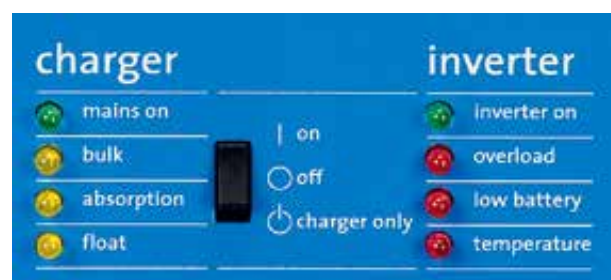 charger
mains on
bulk
absorption
float
on
off
charger only
inverter
inverter on
overload
low battery
temperature